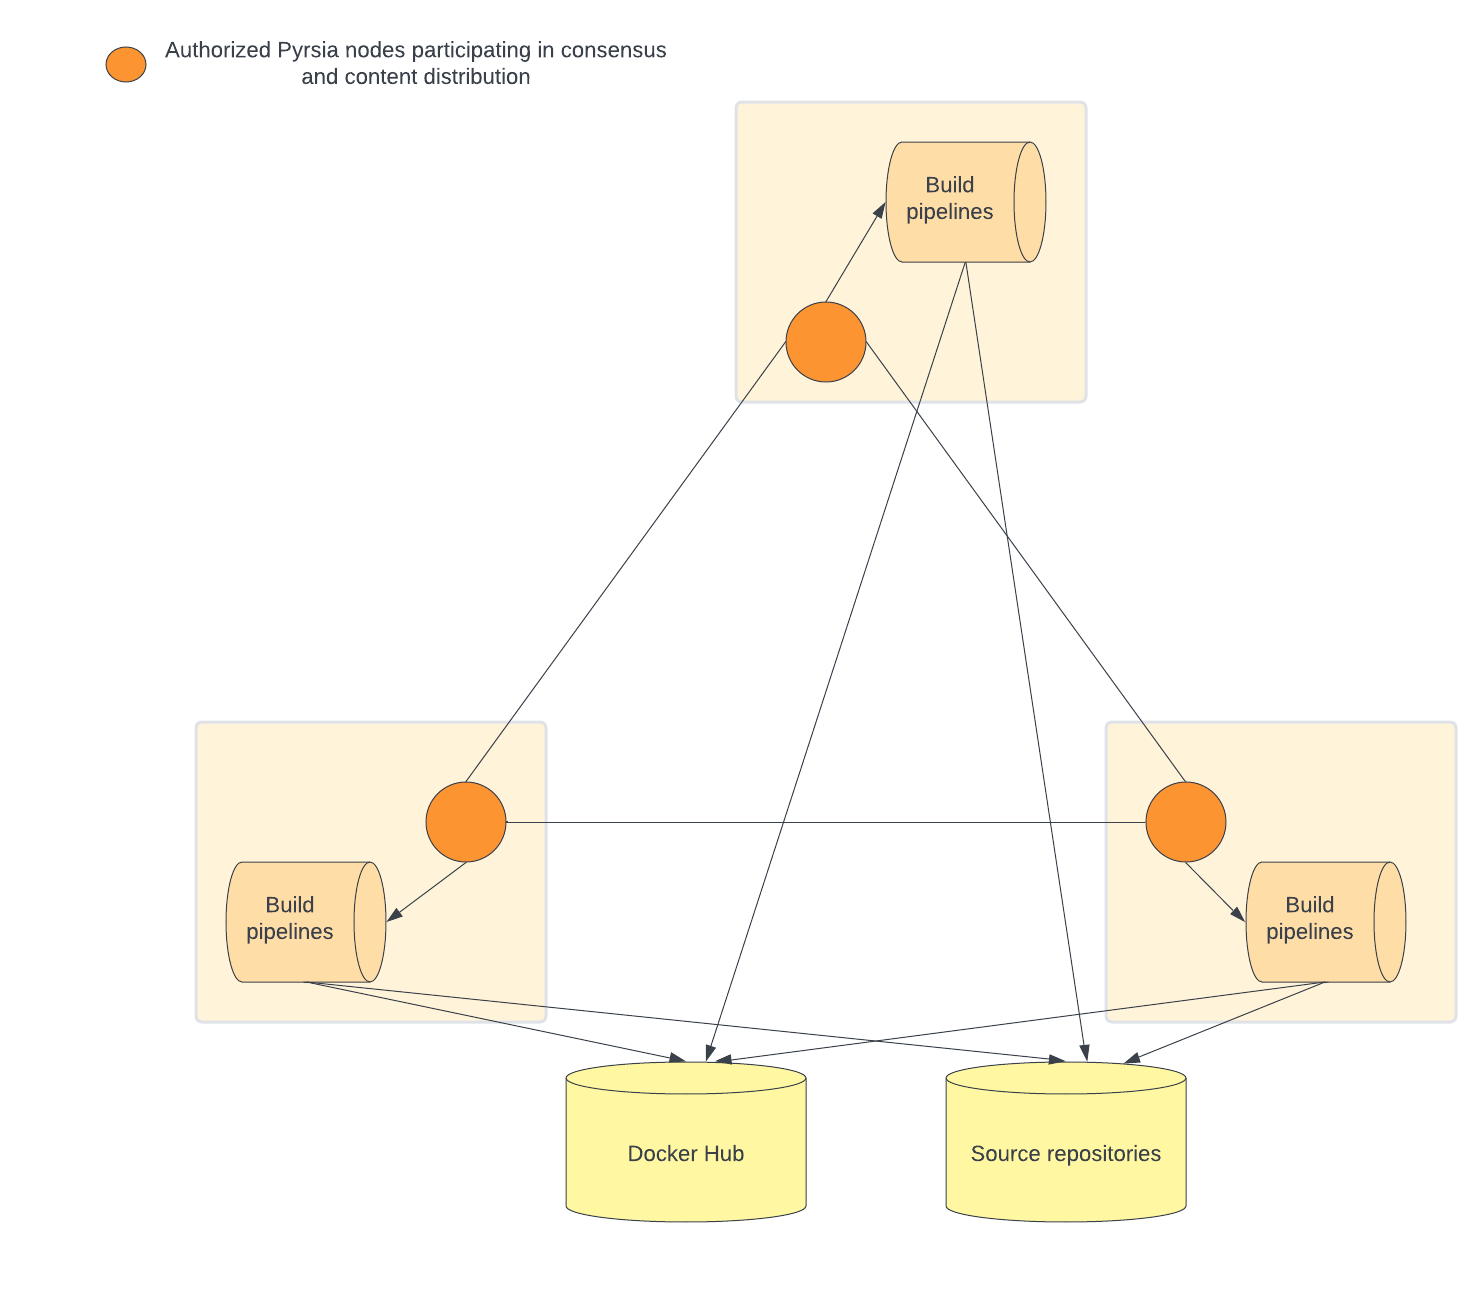 Authorized Pyrsia nodes participating in consensus
and content distribution
Build
pipelines
Build
pipelines
Build
pipelines
Docker Hub
Source repositories